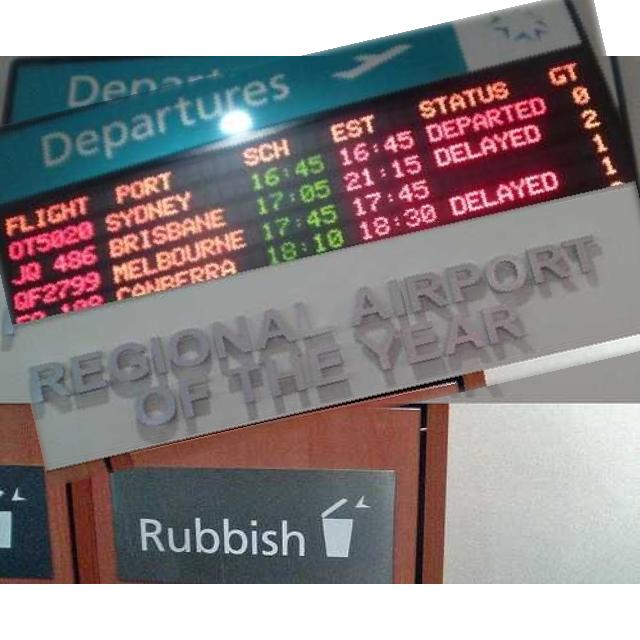 Depart
Departures
FLIGHT PORT SCH EST STATUS GT
OT5020 SYDNEY 16:45 16:45 DEPARTED 0
JQ 486 BRISBANE 17:05 21:15 DELAYED 2
QF2799 MELBOURNE 17:45 17:45 1
CANBERRA 18:10 18:30 DELAYED 1
REGIONAL AIRPORT
OF THE YEAR
Rubbish